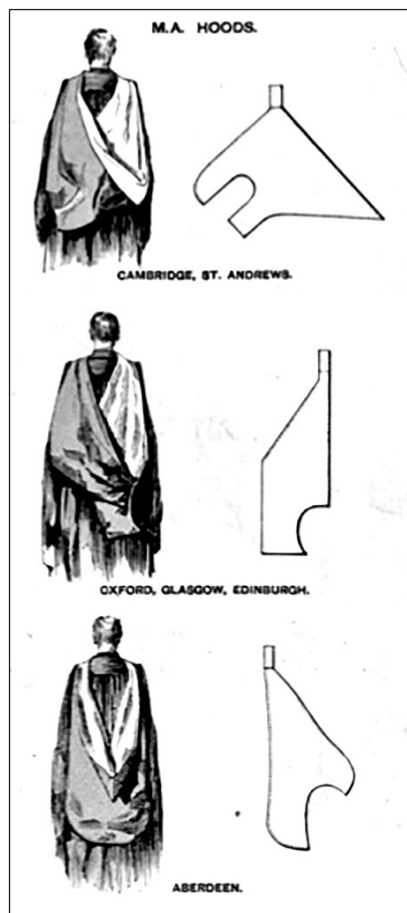 M.A. HOODS.
CAMBRIDGE, ST. ANDREWS.
OXFORD, GLASGOW, EDINBURGH.
ABERDEEN.